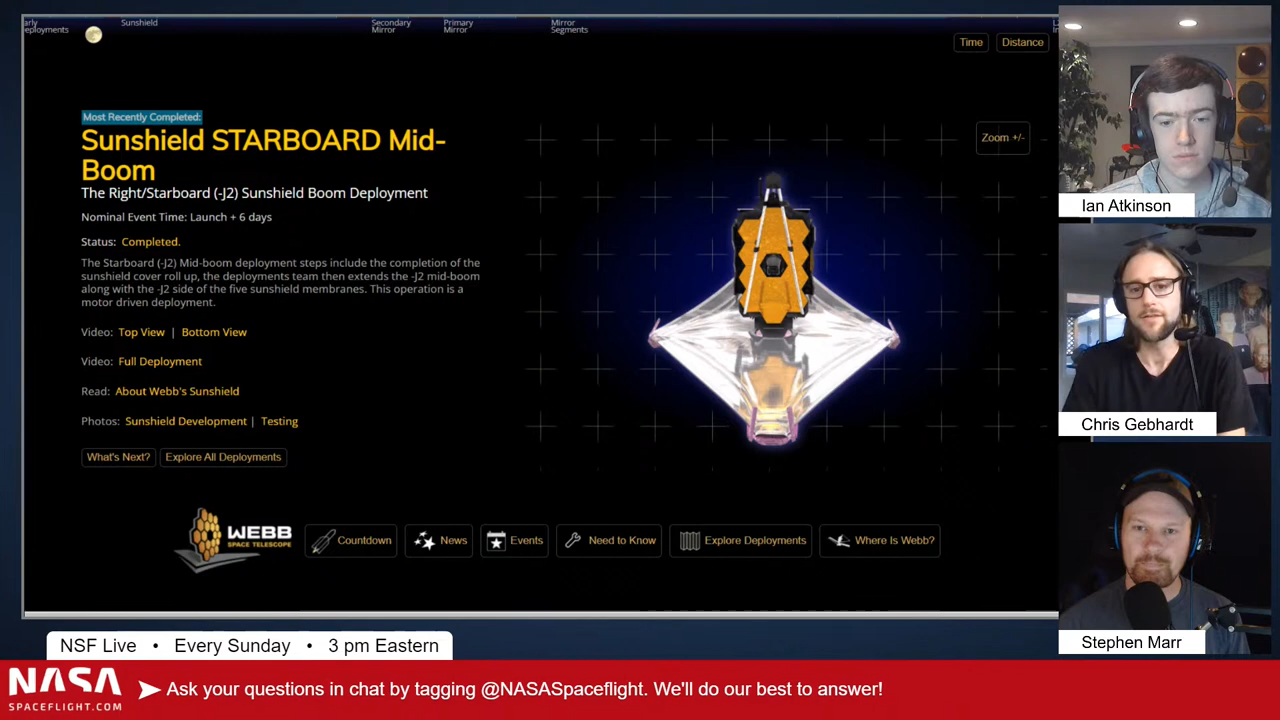 arly
eployments
Sunshield
Secondary
Mirror
Primary
Mirror
Mirror
Segments
Time
Distance
Most Recently Completed:
Sunshield STARBOARD Mid-
Boom
The Right/Starboard (-J2) Sunshield Boom Deployment
Nominal Event Time: Launch + 6 days
Status: Completed.
The Starboard (-J2) Mid-boom deployment steps include the completion of the
sunshield cover roll up, the deployments team then extends the -J2 mid-boom
along with the -J2 side of the five sunshield membranes. This operation is a
motor driven deployment.
Video: Top View | Bottom View
Video: Full Deployment
Read: About Webb's Sunshield
Photos: Sunshield Development | Testing
What's Next?
Explore All Deployments
Zoom +/-
WEBB
SPACE TELESCOPE
Countdown
News
Events
Need to Know
Explore Deployments
Where Is Webb?
Ian Atkinson
Chris Gebhardt
Stephen Marr
NSF Live • Every Sunday • 3 pm Eastern
NASA
SPACEFLIGHT.COM
Ask your questions in chat by tagging @NASASpaceflight. We'll do our best to answer!